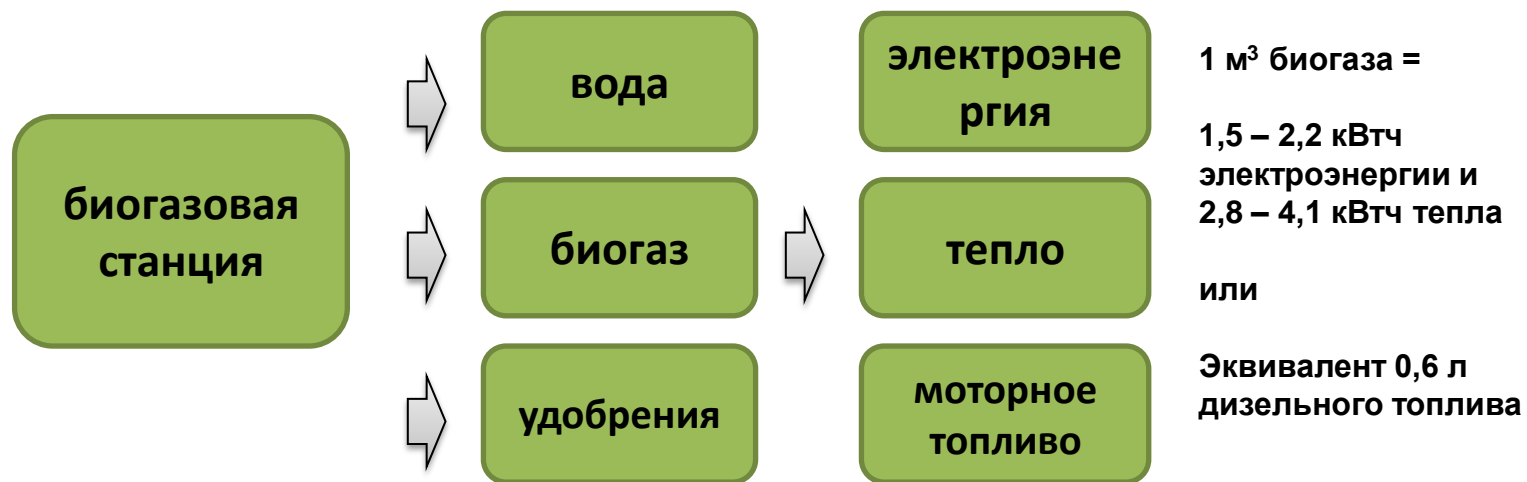 биогазовая
станция
вода
биогаз
удобрения
электроэне
ргия
тепло
моторное
топливо
1 м³ биогаза =
1,5 – 2,2 кВтч
электроэнергии и
2,8 – 4,1 кВтч тепла
или
Эквивалент 0,6 л
дизельного топлива